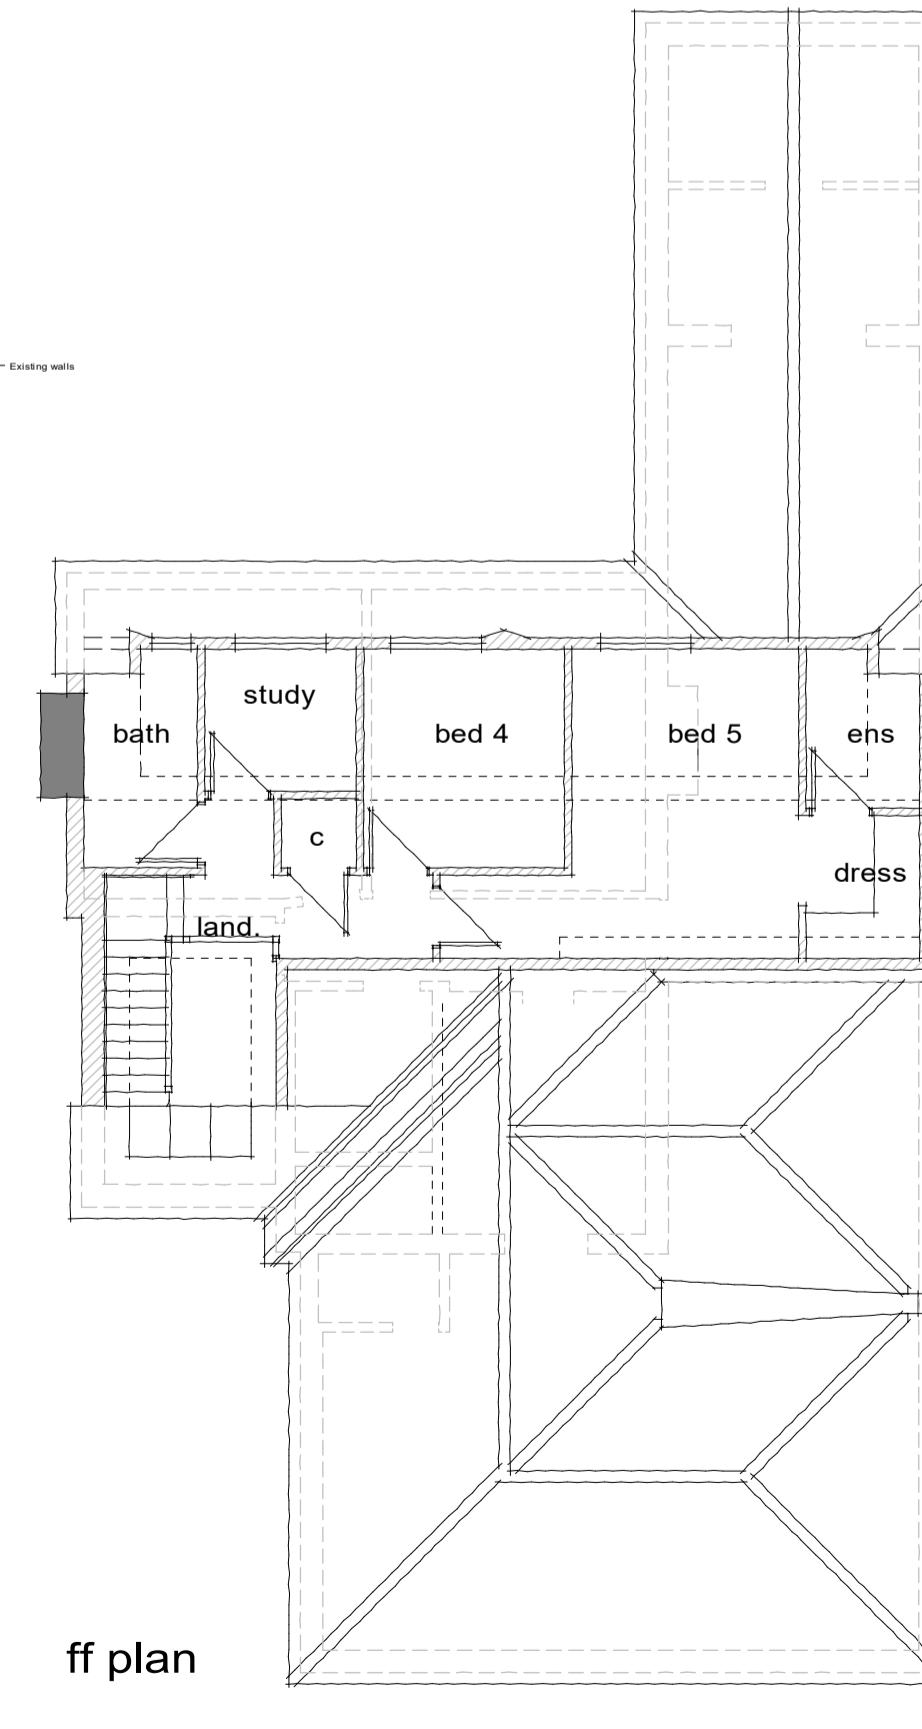 Existing walls
study
bath
bed 4
bed 5
ens
c
dress
land.
ff plan